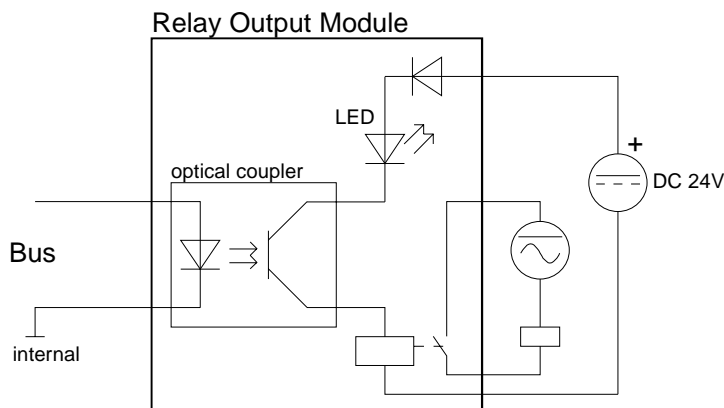 Relay Output Module
LED
optical coupler
+
DC 24V
Bus
internal